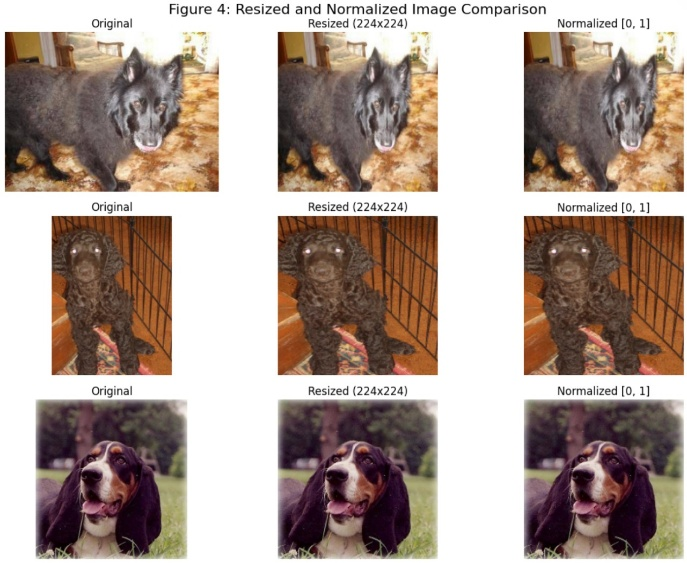 Figure 4: Resized and Normalized Image Comparison
Original
Resized (224x224)
Normalized [0, 1]
Original
Resized (224x224)
Normalized [0, 1]
Original
Resized (224x224)
Normalized [0, 1]